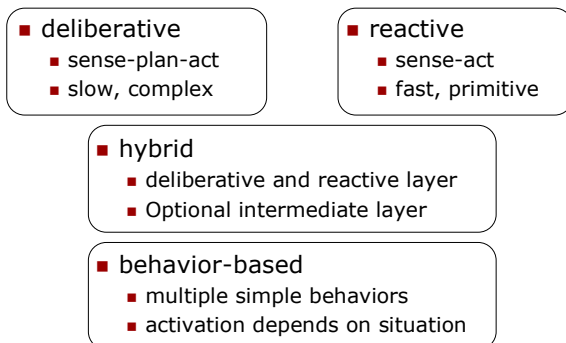 deliberative
sense-plan-act
slow, complex
reactive
sense-act
fast, primitive
hybrid
deliberative and reactive layer
Optional intermediate layer
behavior-based
multiple simple behaviors
activation depends on situation